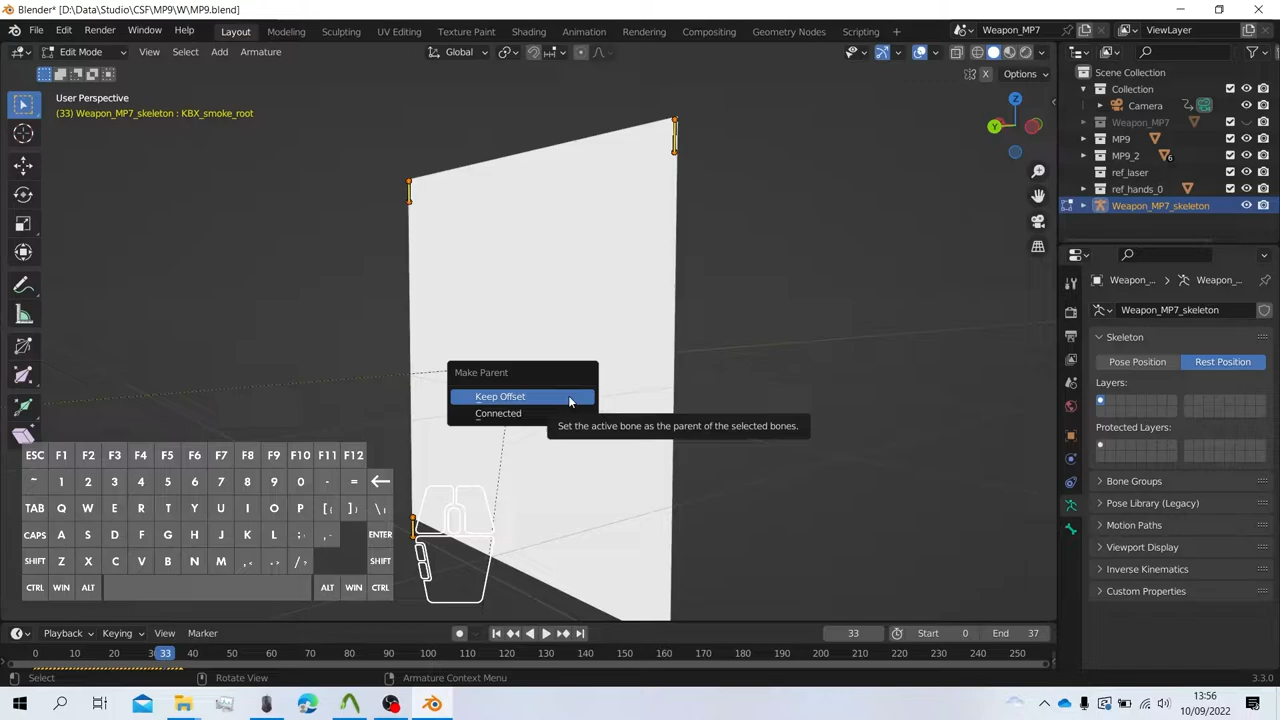 Blender* [D:\Data\Studio\CSF\MP9\W\MP9.blend]
File Edit Render Window Help Layout Modeling Sculpting UV Editing Texture Paint Shading Animation Rendering Compositing Geometry Nodes Scripting + Weapon_MP7 ViewLayer
Edit Mode View Select Add Armature Global
X Options
User Perspective
(33) Weapon_MP7_skeleton : KBX_smoke_root
Z
Y
Scene Collection
Collection
Camera
Weapon_MP7
MP9
MP9_2 6
ref_laser
ref_hands_0
Weapon_MP7_skeleton
Weapon_... Weapon_...
Weapon_MP7_skeleton
Skeleton
Pose Position Rest Position
Layers:
Protected Layers:
Bone Groups
Pose Library (Legacy)
Motion Paths
Viewport Display
Inverse Kinematics
Custom Properties
Make Parent
Keep Offset
Connected
Set the active bone as the parent of the selected bones.
ESC F1 F2 F3 F4 F5 F6 F7 F8 F9 F10 F11 F12
~ 1 2 3 4 5 6 7 8 9 0 - =
TAB Q W E R T Y U I O P [{ ]} \|
CAPS A S D F G H J K L ; ' ENTER
SHIFT Z X C V B N M ,< .> /? SHIFT
CTRL WIN ALT ALT WIN CTRL
Playback Keying View Marker 33 Start 0 End 37
0 10 20 33 40 50 60 70 80 90 100 110 120 130 140 150 160 170 180 190 200 210 220 230 240 250
Select Rotate View Armature Context Menu 3.3.0
13:56
10/09/2022